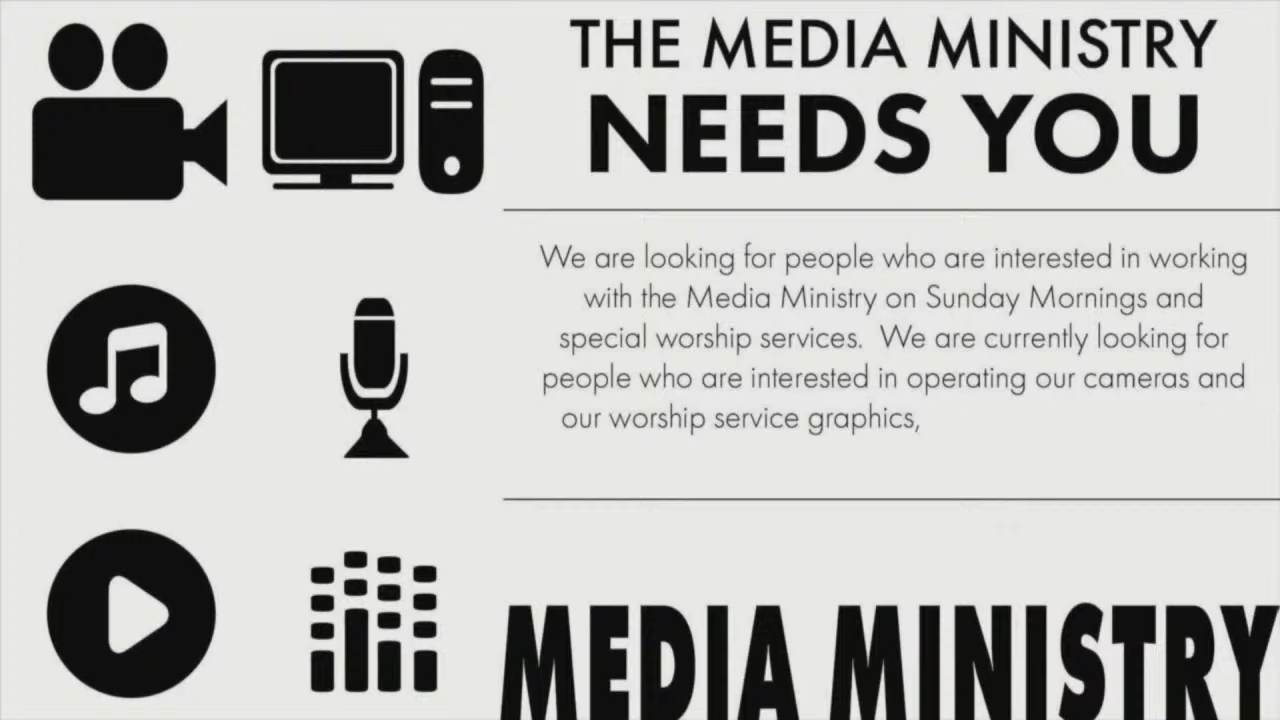 THE MEDIA MINISTRY
NEEDS YOU
We are looking for people who are interested in working
with the Media Ministry on Sunday Mornings and
special worship services.  We are currently looking for
people who are interested in operating our cameras and
our worship service graphics,
MEDIA MINISTRY